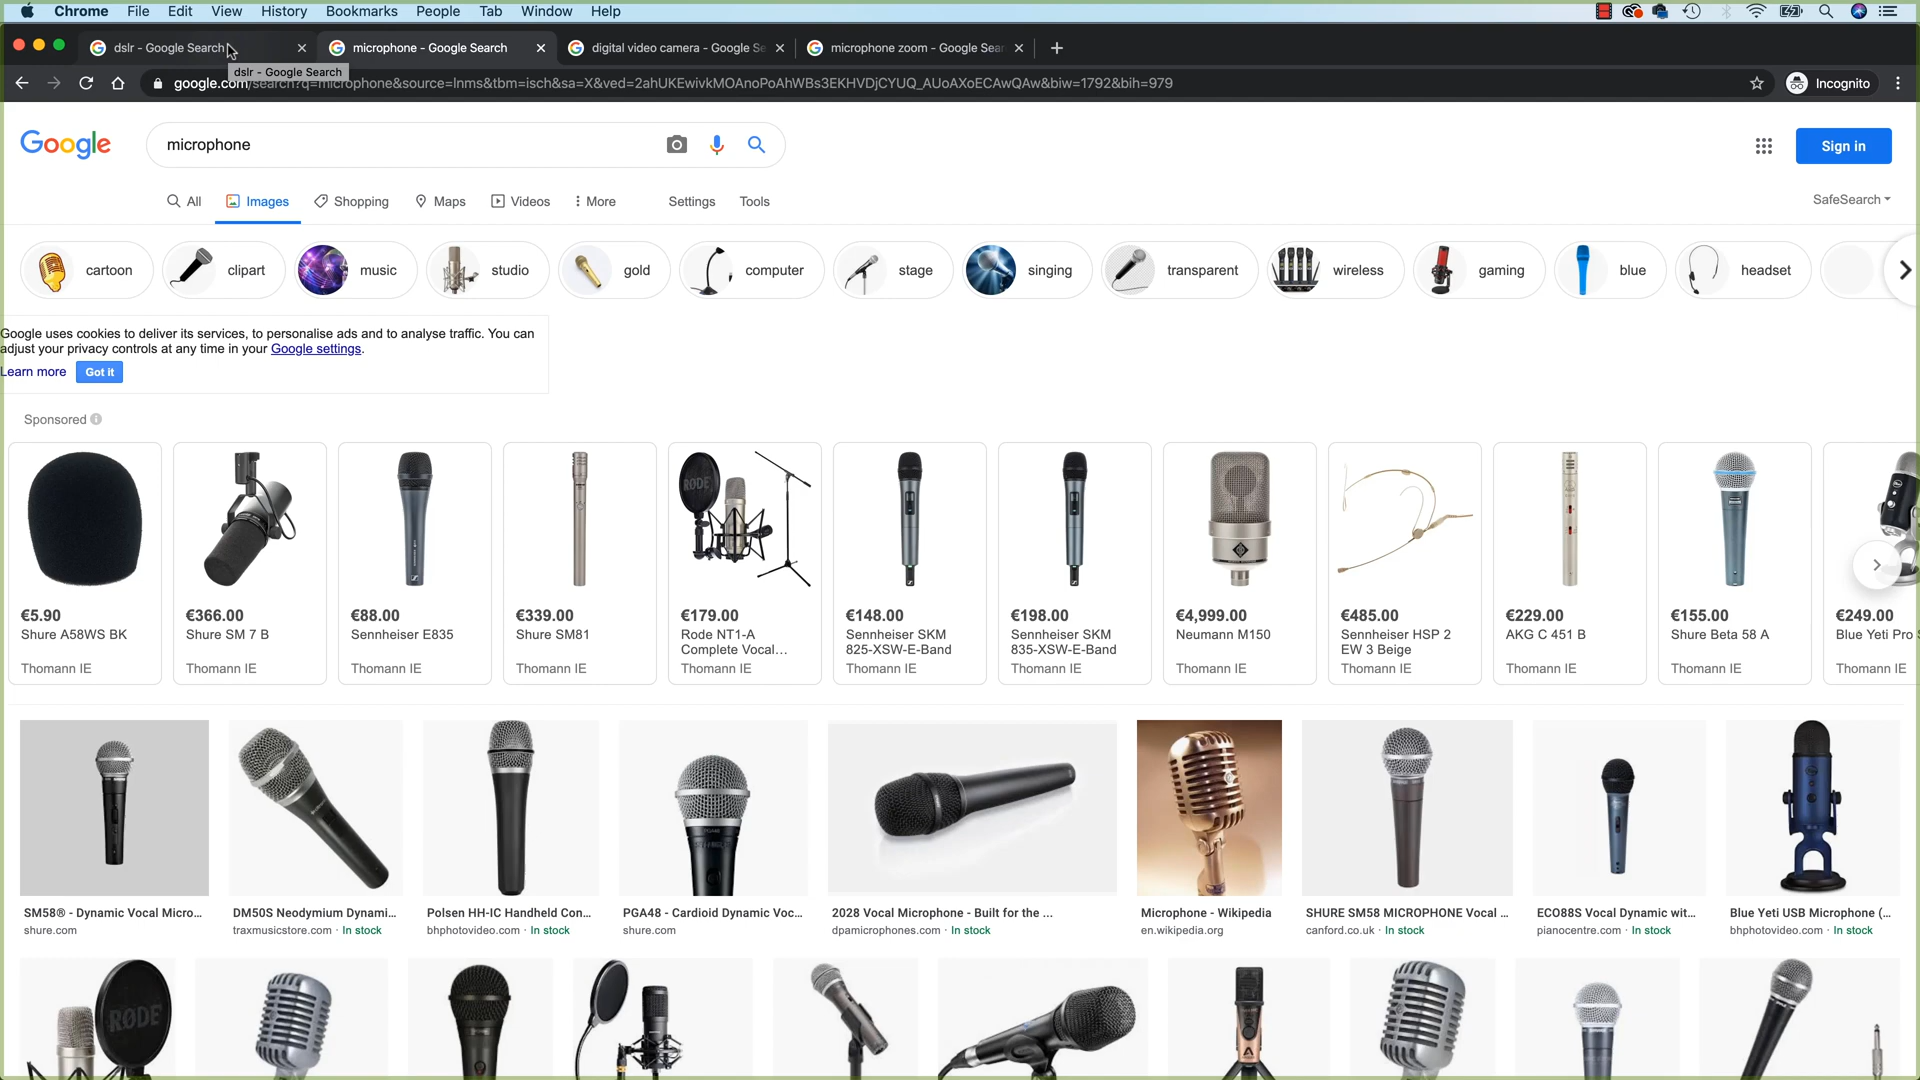 Chrome File Edit View History Bookmarks People Tab Window Help
dslr - Google Search
microphone - Google Search
digital video camera - Google Se
microphone zoom - Google Sear
dslr - Google Search
google.com/search?q=microphone&source=lnms&tbm=isch&sa=X&ved=2ahUKEwivkMOAnoPoAhWBs3EKHVDjCYUQ_AUoAXoECAwQAw&biw=1792&bih=979
Incognito
Google
microphone
Sign in
All Images Shopping Maps Videos More Settings Tools
SafeSearch
cartoon clipart music studio gold computer stage singing transparent wireless gaming blue headset
Google uses cookies to deliver its services, to personalise ads and to analyse traffic. You can
adjust your privacy controls at any time in your Google settings.
Learn more Got it
Sponsored
RØDE
€5.90
Shure A58WS BK
Thomann IE
€366.00
Shure SM 7 B
Thomann IE
€88.00
Sennheiser E835
Thomann IE
€339.00
Shure SM81
Thomann IE
€179.00
Rode NT1-A
Complete Vocal...
Thomann IE
€148.00
Sennheiser SKM
825-XSW-E-Band
Thomann IE
€198.00
Sennheiser SKM
835-XSW-E-Band
Thomann IE
€4,999.00
Neumann M150
Thomann IE
€485.00
Sennheiser HSP 2
EW 3 Beige
Thomann IE
€229.00
AKG C 451 B
Thomann IE
€155.00
Shure Beta 58 A
Thomann IE
€249.00
Blue Yeti Pro
Thomann IE
PGA48
SM58® - Dynamic Vocal Micro...
shure.com
DM50S Neodymium Dynami...
traxmusicstore.com · In stock
Polsen HH-IC Handheld Con...
bhphotovideo.com · In stock
PGA48 - Cardioid Dynamic Voc...
shure.com
2028 Vocal Microphone - Built for the ...
dpamicrophones.com · In stock
Microphone - Wikipedia
en.wikipedia.org
SHURE SM58 MICROPHONE Vocal ...
canford.co.uk · In stock
ECO88S Vocal Dynamic wit...
pianocentre.com · In stock
Blue Yeti USB Microphone (...
bhphotovideo.com · In stock
RØDE